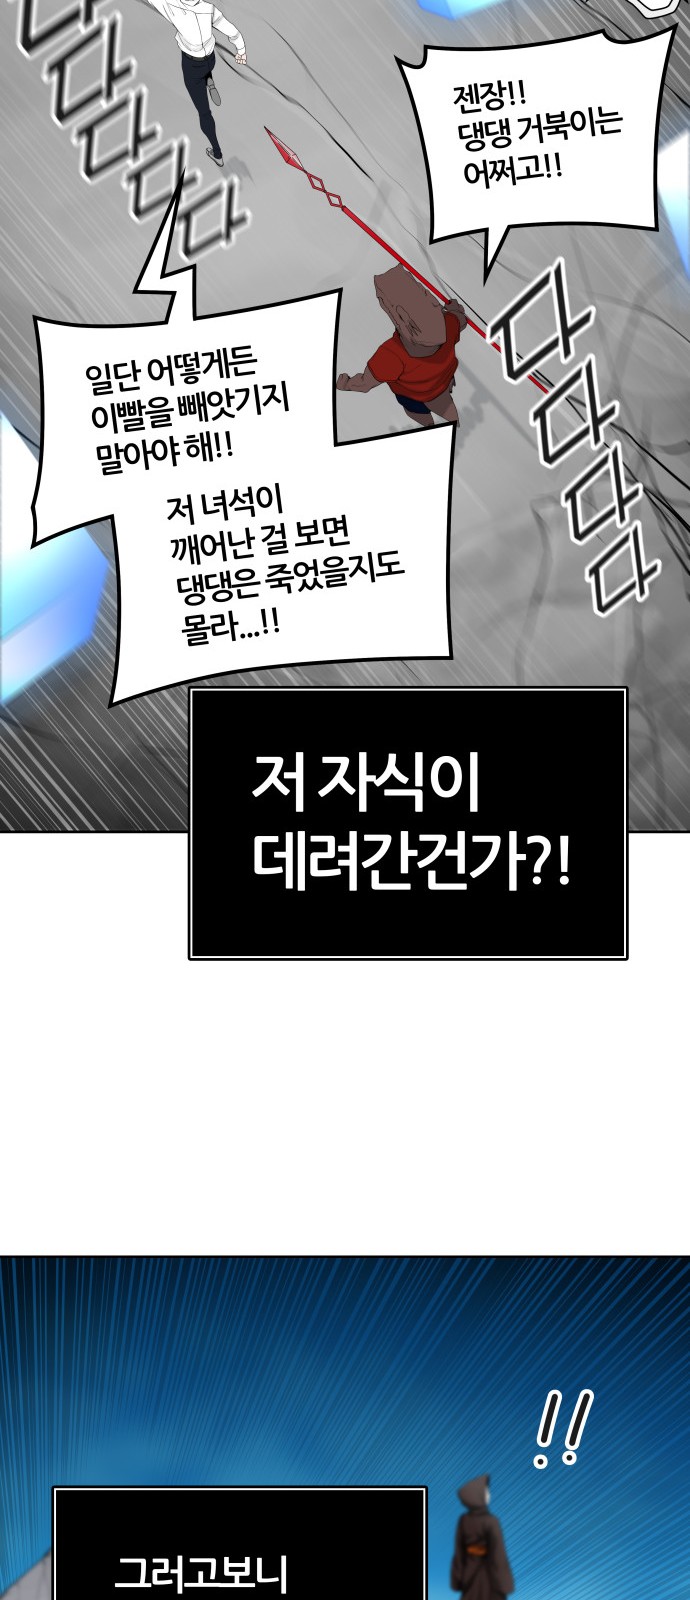 젠장!!
댕댕 거북이는
어쩌고!!
다다다다다
일단 어떻게든
이빨을 빼앗기지
말아야 해!!
저 녀석이
깨어난 걸 보면
댕댕은 죽었을지도
몰라...!!
다다다다
저 자식이
데려간건가?!
!!
그러고보니